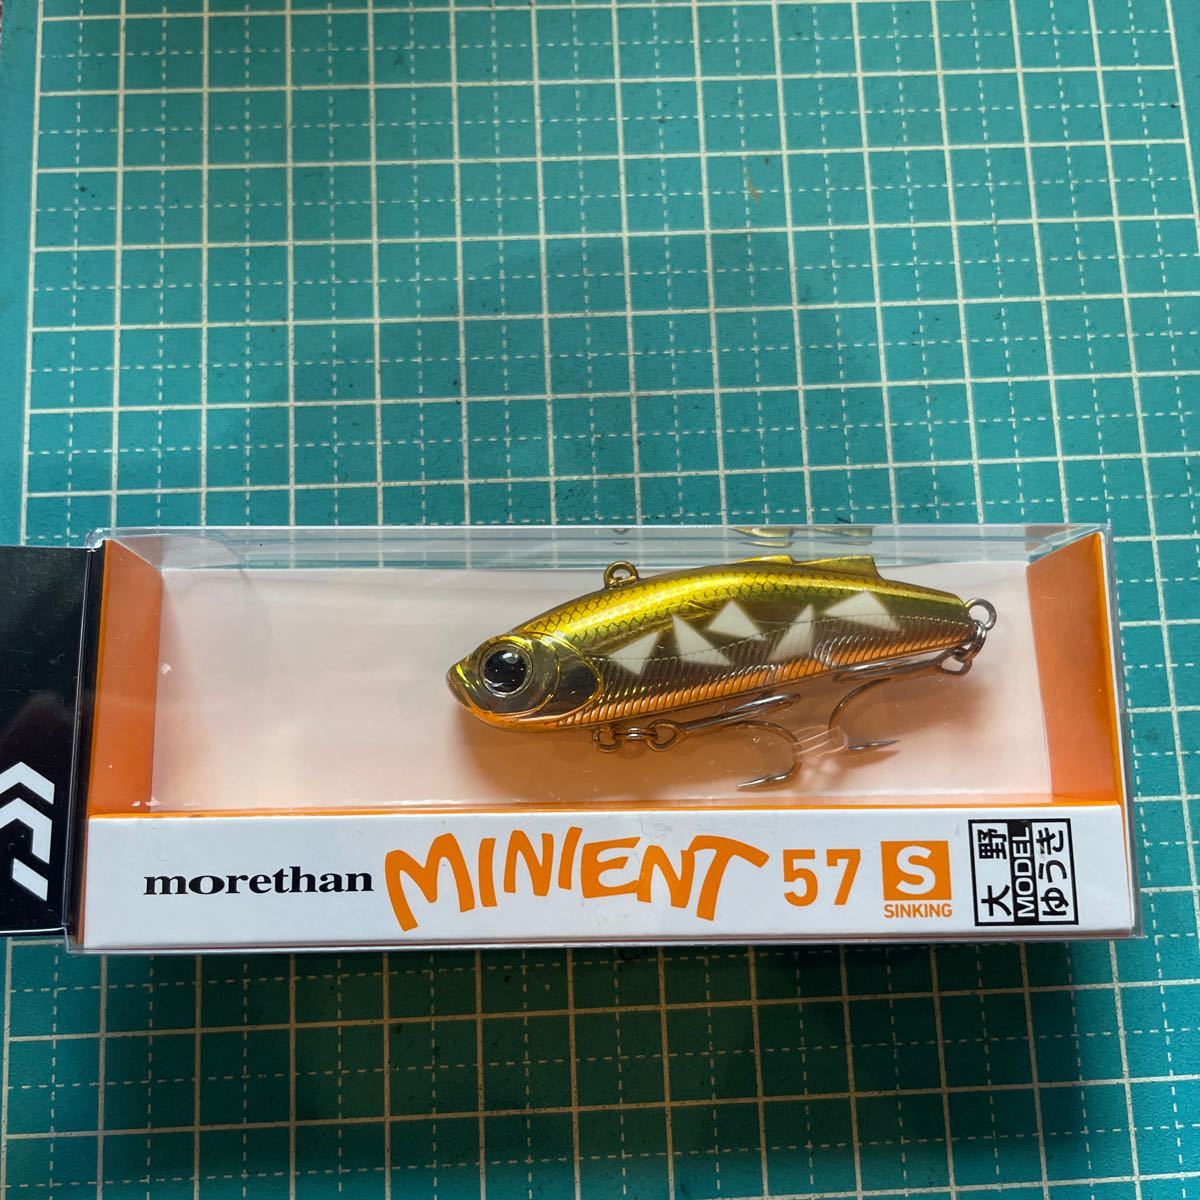 morethan MINIENT 57 S
SINKING
大野
MODEL
ゆうき